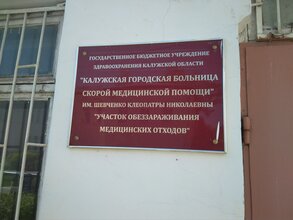 ГОСУДАРСТВЕННОЕ БЮДЖЕТНОЕ УЧРЕЖДЕНИЕ
ЗДРАВООХРАНЕНИЯ КАЛУЖСКОЙ ОБЛАСТИ
"КАЛУЖСКАЯ ГОРОДСКАЯ БОЛЬНИЦА
СКОРОЙ МЕДИЦИНСКОЙ ПОМОЩИ"
ИМ. ШЕВЧЕНКО КЛЕОПАТРЫ НИКОЛАЕВНЫ
"УЧАСТОК ОБЕЗЗАРАЖИВАНИЯ
МЕДИЦИНСКИХ ОТХОДОВ"